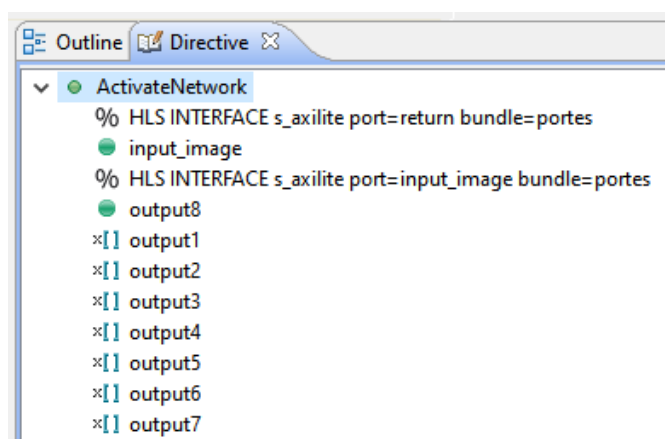 Outline Directive
ActivateNetwork
% HLS INTERFACE s_axilite port=return bundle=portes
input_image
% HLS INTERFACE s_axilite port=input_image bundle=portes
output8
x[] output1
x[] output2
x[] output3
x[] output4
x[] output5
x[] output6
x[] output7